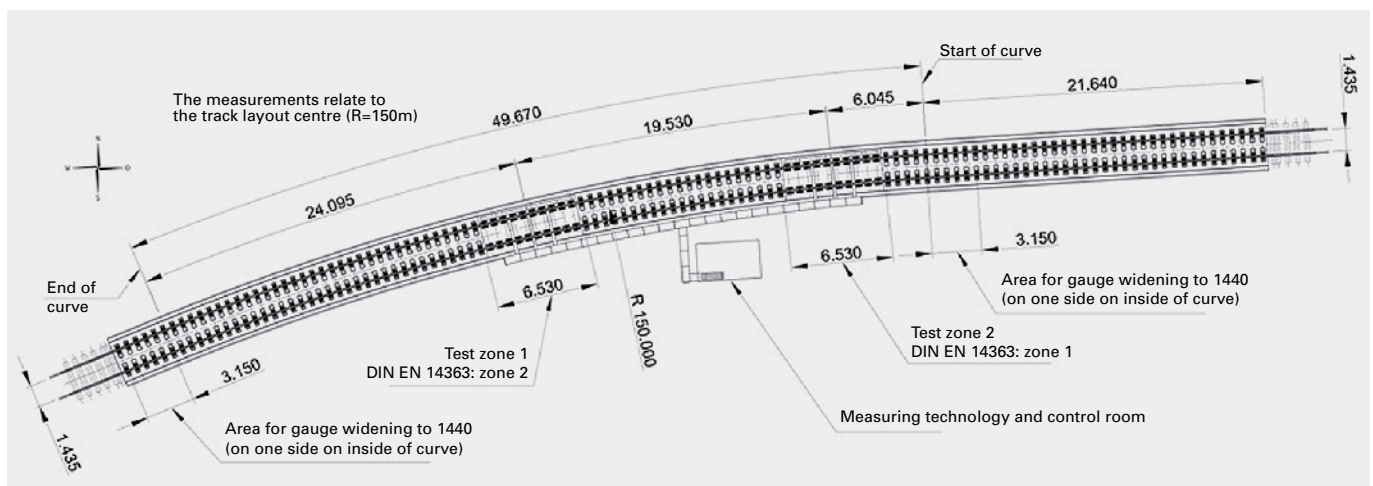 Start of curve
1.435
The measurements relate to
the track layout centre (R=150m)
49.670
6.045
21.640
19.530
N
W
O
S
24.095
End of
curve
6.530
R 150.000
6.530
3.150
Area for gauge widening to 1440
(on one side on inside of curve)
Test zone 1
DIN EN 14363: zone 2
Test zone 2
DIN EN 14363: zone 1
3.150
Measuring technology and control room
Area for gauge widening to 1440
(on one side on inside of curve)
1.435